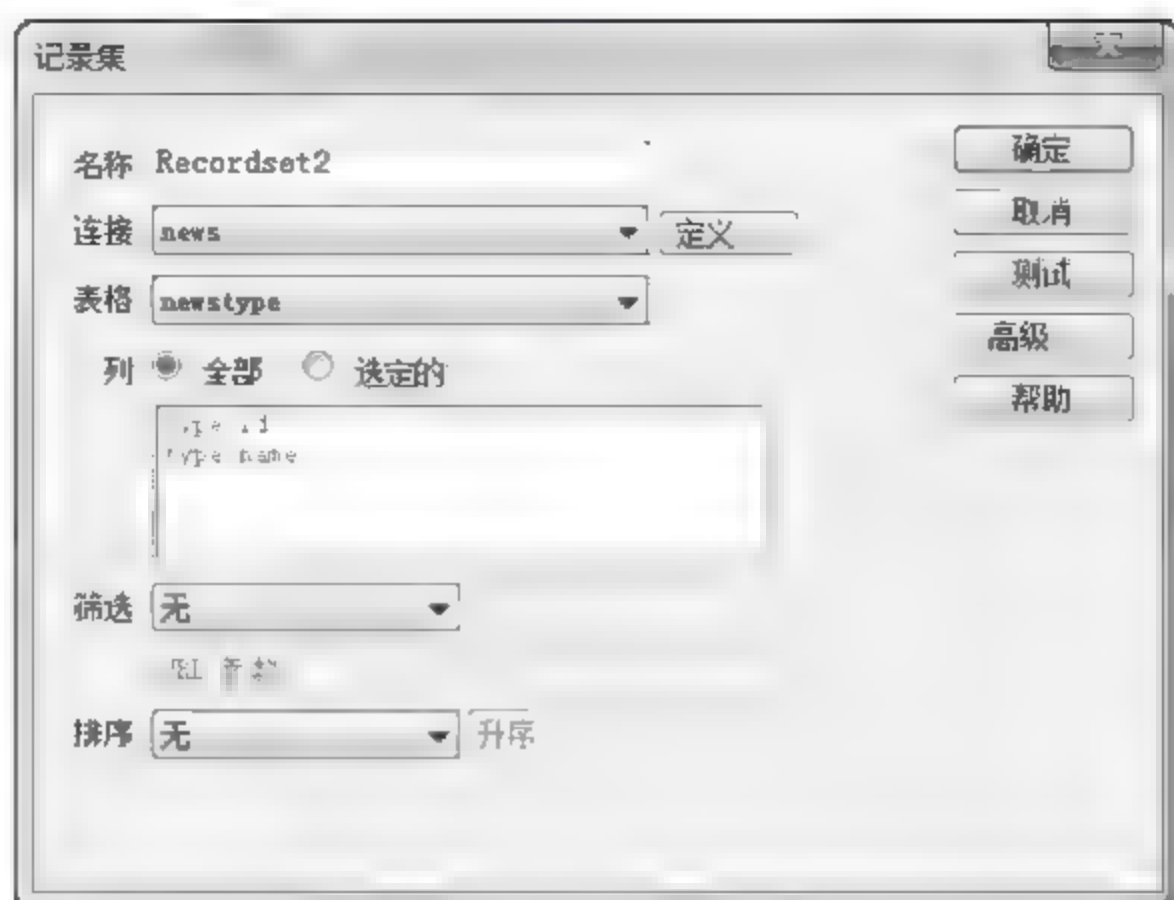 记录集
名称 Recordset2
连接 news 定义
表格 newstype
列 全部 选定的
type name
筛选 无
排序 无 升序
确定
取消
测试
高级
帮助